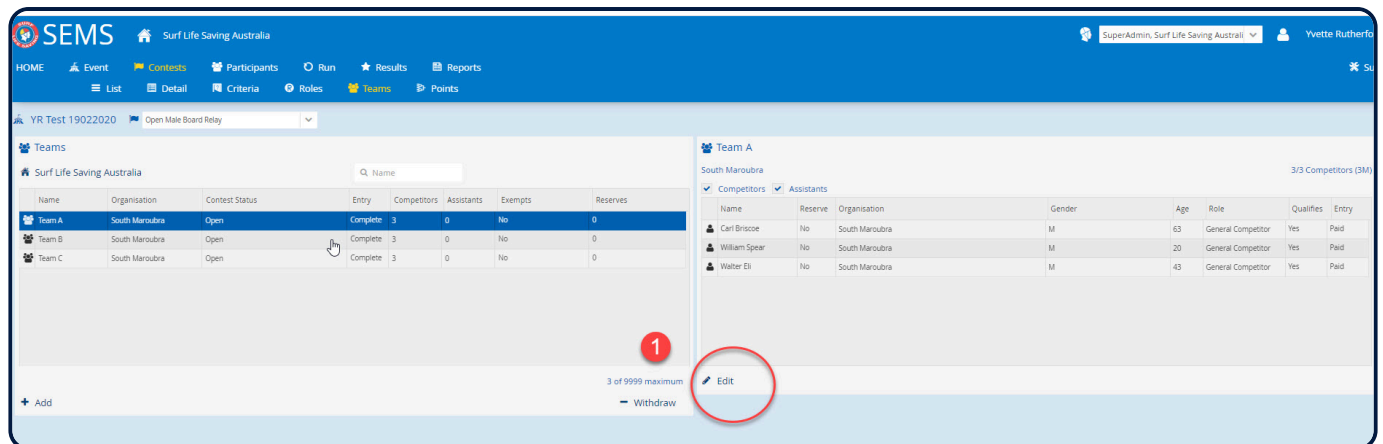 SEMS Surf Life Saving Australia SuperAdmin, Surf Life Saving Australi Yvette Rutherfo
HOME Event Contests Participants Run Results Reports Su
List Detail Criteria Roles Teams Points
YR Test 19022020 Open Male Board Relay
Teams
Surf Life Saving Australia Name
Name Organisation Contest Status Entry Competitors Assistants Exempts Reserves
Team A South Maroubra Open Complete 3 0 No 0
Team B South Maroubra Open Complete 3 0 No 0
Team C South Maroubra Open Complete 3 0 No 0
3 of 9999 maximum
+ Add − Withdraw
Team A
South Maroubra 3/3 Competitors (3M)
Competitors Assistants
Name Reserve Organisation Gender Age Role Qualifies Entry
Carl Briscoe No South Maroubra M 63 General Competitor Yes Paid
William Spear No South Maroubra M 20 General Competitor Yes Paid
Walter Eli No South Maroubra M 43 General Competitor Yes Paid
1
Edit